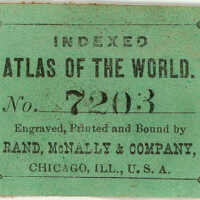 INDEXED
ATLAS OF THE WORLD.
No. 7203
Engraved, Printed and Bound by
RAND, McNALLY & COMPANY,
CHICAGO, ILL., U. S. A.